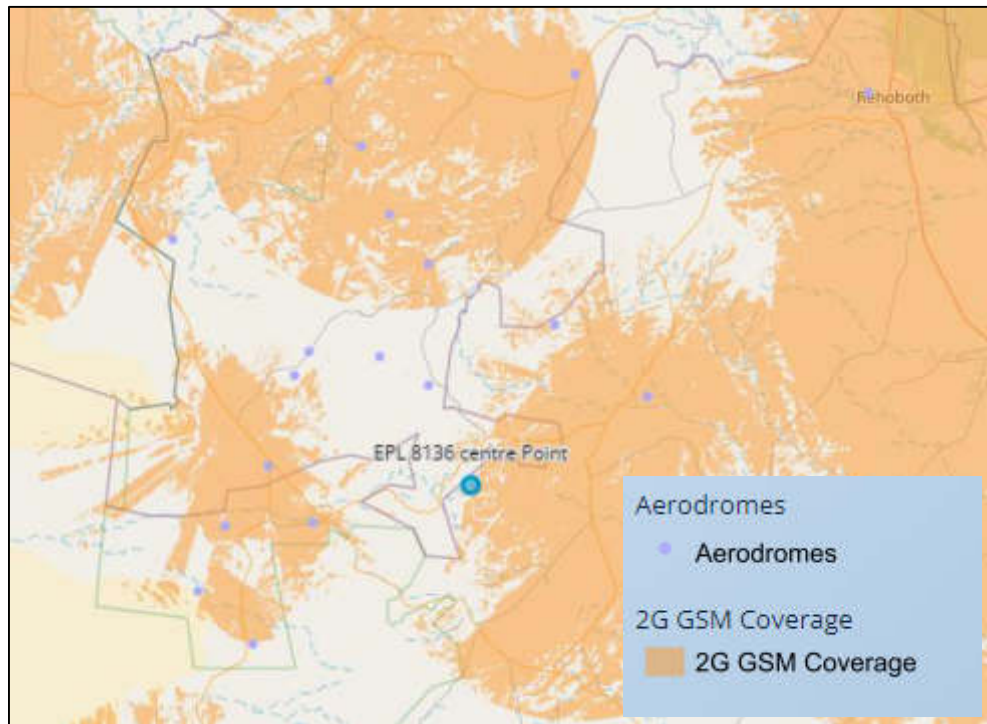 Rehoboth
EPL 8136 centre Point
Aerodromes
Aerodromes
2G GSM Coverage
2G GSM Coverage